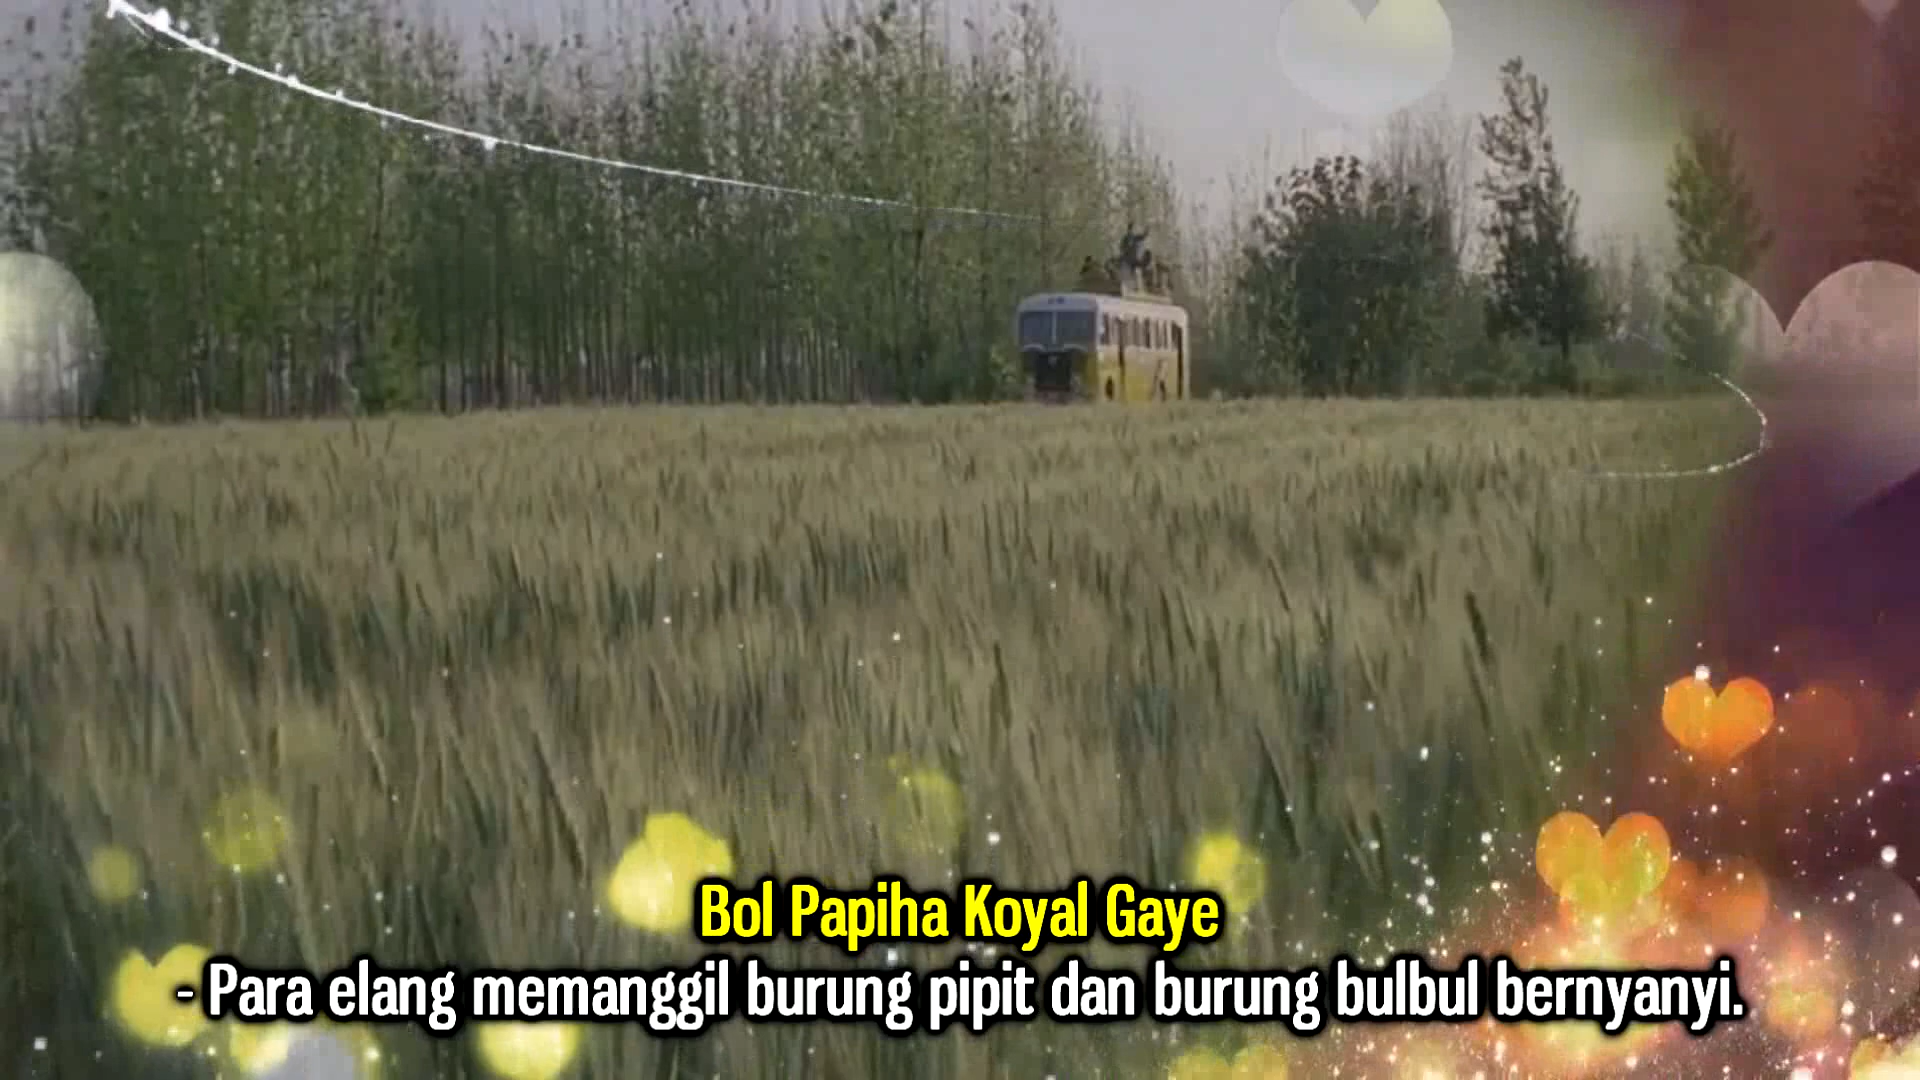 Bol Papiha Koyal Gaye
- Para elang memanggil burung pipit dan burung bulbul bernyanyi.